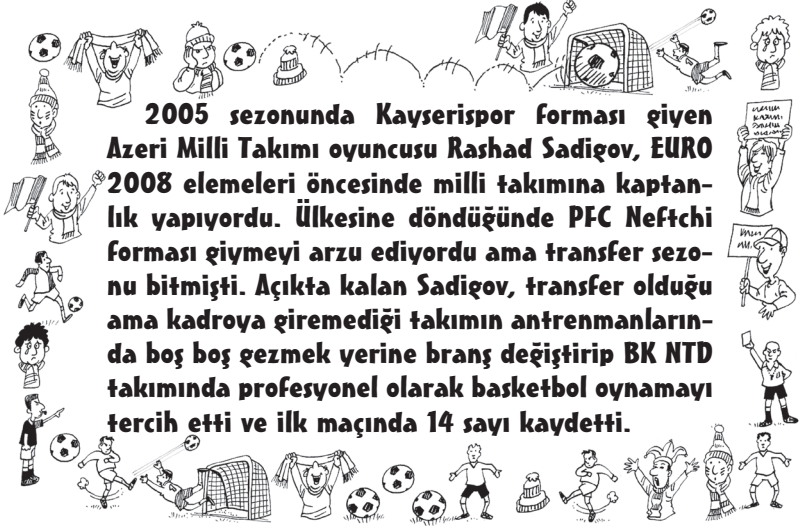 2005 sezonunda Kayserispor forması giyen
Azeri Milli Takımı oyuncusu Rashad Sadigov, EURO
2008 elemeleri öncesinde milli takımına kaptan-
lık yapıyordu. Ülkesine döndüğünde PFC Neftchi
forması giymeyi arzu ediyordu ama transfer sezo-
nu bitmişti. Açıkta kalan Sadigov, transfer olduğu
ama kadroya giremediği takımın antrenmanların-
da boş boş gezmek yerine branş değiştirip BK NTD
takımında profesyonel olarak basketbol oynamayı
tercih etti ve ilk maçında 14 sayı kaydetti.